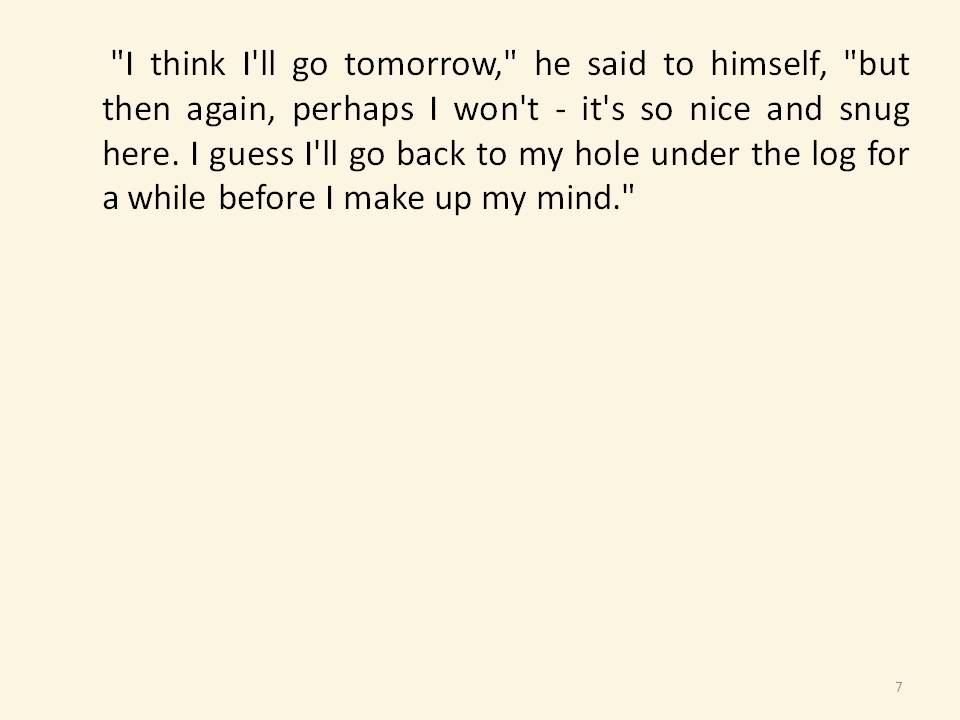 "I think I'll go tomorrow," he said to himself, "but
then again, perhaps I won't - it's so nice and snug
here. I guess I'll go back to my hole under the log for
a while before I make up my mind."
7